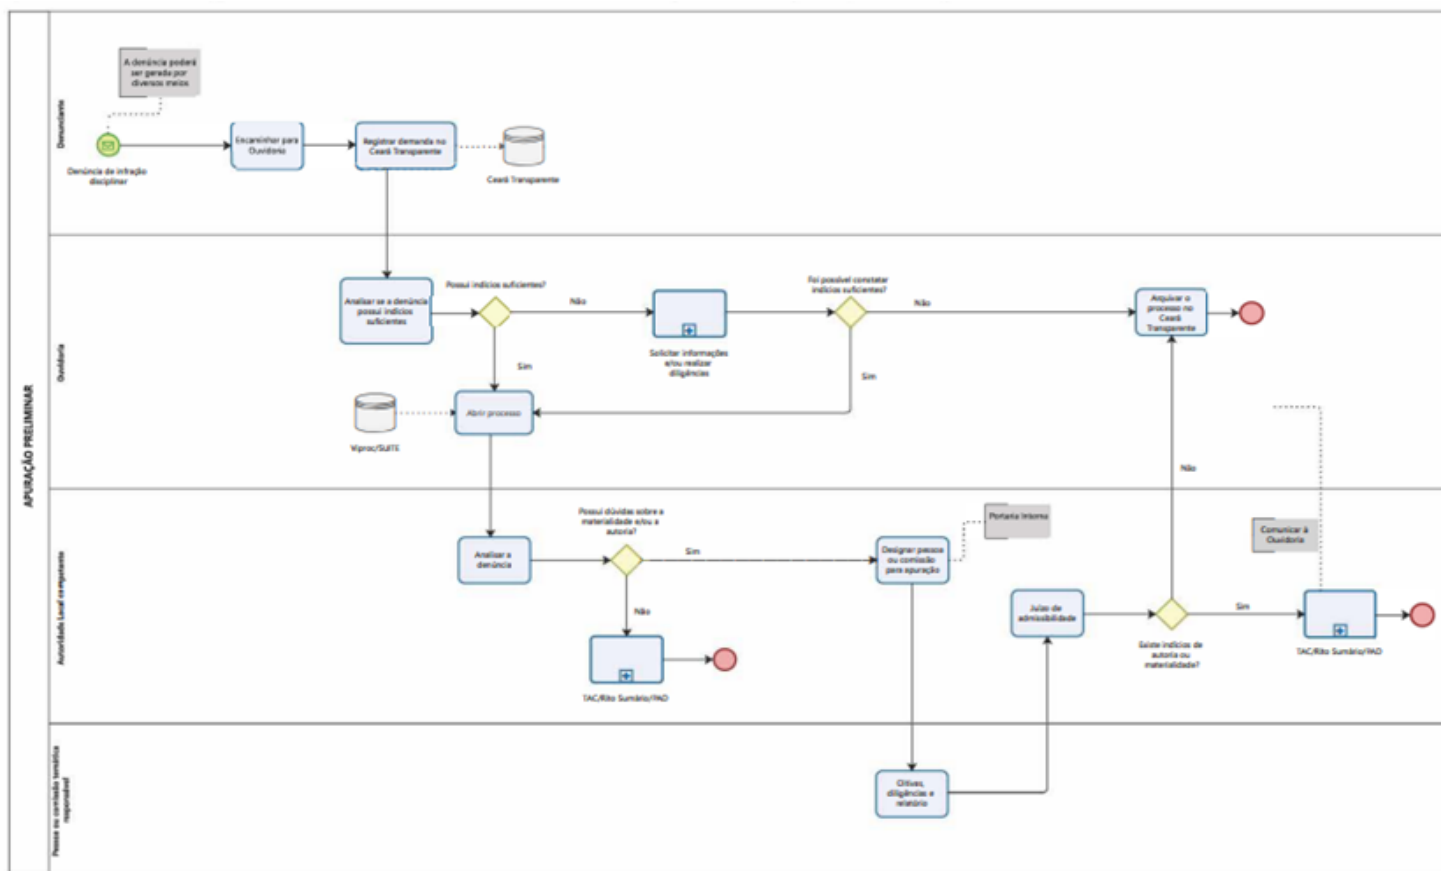 APURAÇÃO PRELIMINAR
Denunciante
A denúncia poderá
ser gerada por
diversos meios
Denúncia de infração
disciplinar
Encaminhar para
Ouvidoria
Registrar demanda no
Ceará Transparente
Ceará Transparente
Ouvidoria
Analisar se a denúncia
possui indícios
suficientes
Possui indícios suficientes?
Não
Sim
Solicitar informações
e/ou realizar
diligências
Foi possível constatar
indícios suficientes?
Não
Sim
Arquivar o
processo no
Ceará
Transparente
Abrir processo
Viproc/SUITE
Não
Autoridade Local competente
Analisar a
denúncia
Possui dúvidas sobre a
materialidade e/ou a
autoria?
Sim
Não
TAC/Rito Sumário/PAD
Designar pessoa
ou comissão
para apuração
Portaria Interna
Juízo de
admissibilidade
Existe indícios de
autoria ou
materialidade?
Sim
Comunicar à
Ouvidoria
TAC/Rito Sumário/PAD
Pessoa ou comissão temática
responsável
Oitivas,
diligências e
relatório